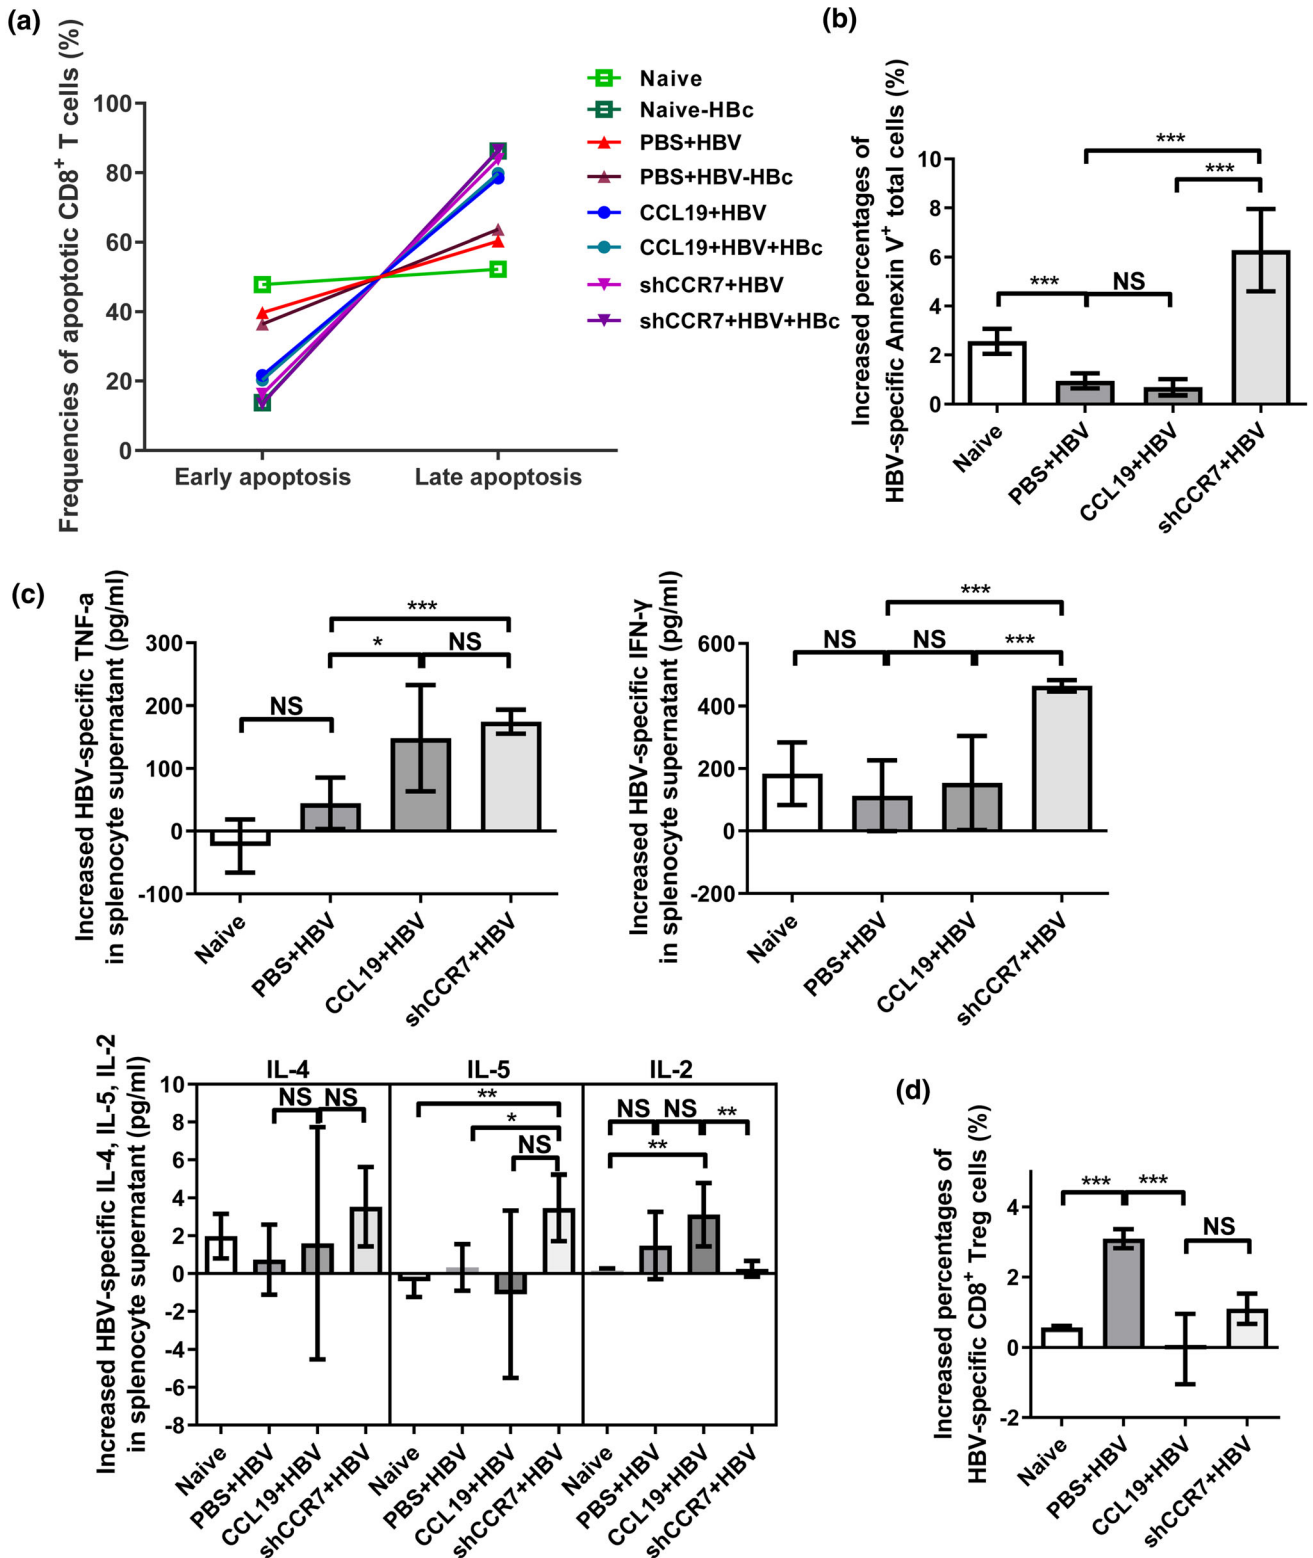 (a)
Frequencies of apoptotic CD8+ T cells (%)
100
80
60
40
20
0
Early apoptosis
Late apoptosis
Naive
Naive-HBc
PBS+HBV
PBS+HBV-HBc
CCL19+HBV
CCL19+HBV+HBc
shCCR7+HBV
shCCR7+HBV+HBc
(b)
Increased percentages of
HBV-specific Annexin V+ total cells (%)
10
8
6
4
2
0
***
***
***
NS
Naive
PBS+HBV
CCL19+HBV
shCCR7+HBV
(c)
Increased HBV-specific TNF-a
in splenocyte supernatant (pg/ml)
300
200
100
0
-100
***
*
NS
NS
Naive
PBS+HBV
CCL19+HBV
shCCR7+HBV
Increased HBV-specific IFN-γ
in splenocyte supernatant (pg/ml)
600
400
200
0
-200
***
NS
NS
***
Naive
PBS+HBV
CCL19+HBV
shCCR7+HBV
Increased HBV-specific IL-4, IL-5, IL-2
in splenocyte supernatant (pg/ml)
10
8
6
4
2
0
-2
-4
-6
-8
IL-4
NS
NS
Naive
PBS+HBV
CCL19+HBV
shCCR7+HBV
IL-5
**
*
NS
Naive
PBS+HBV
CCL19+HBV
shCCR7+HBV
IL-2
NS
NS
**
**
Naive
PBS+HBV
CCL19+HBV
shCCR7+HBV
(d)
Increased percentages of
HBV-specific CD8+ Treg cells (%)
4
2
0
-2
***
***
NS
Naive
PBS+HBV
CCL19+HBV
shCCR7+HBV